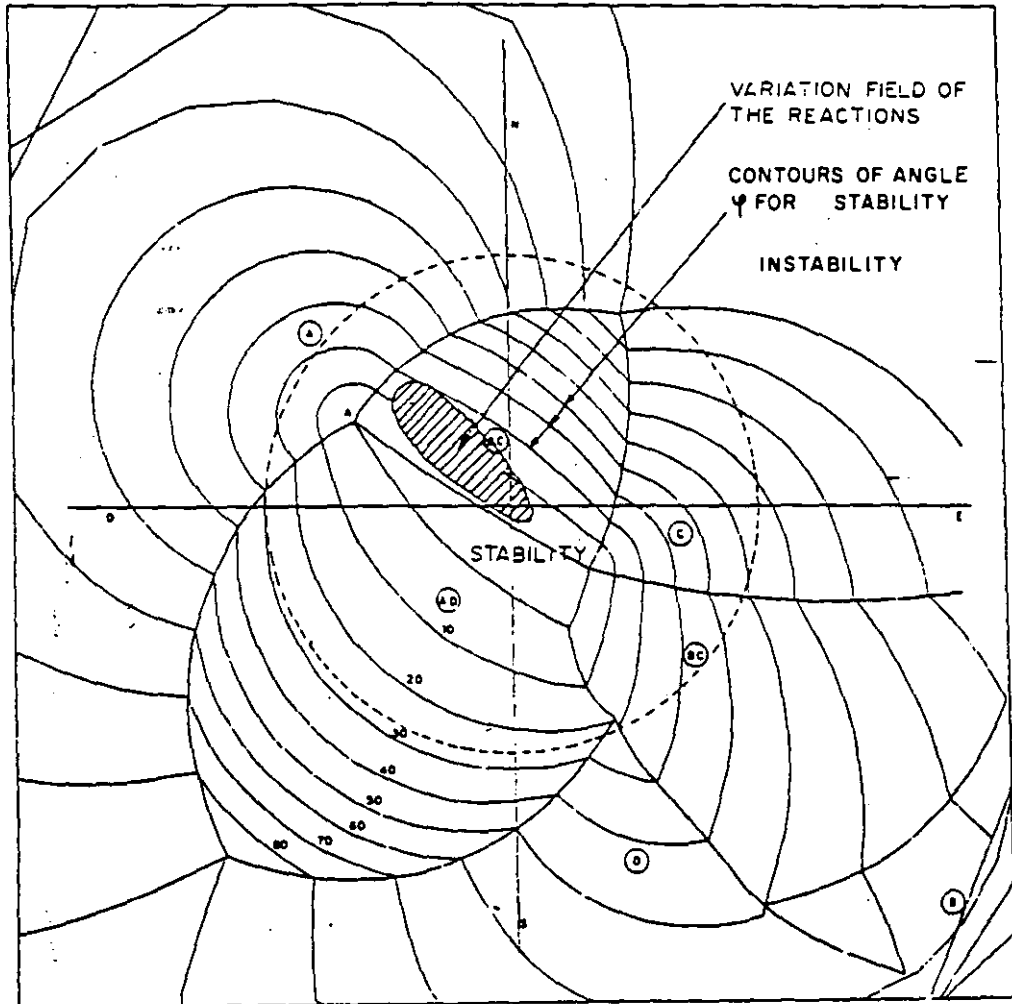 VARIATION FIELD OF
THE REACTIONS
CONTOURS OF ANGLE
φ FOR STABILITY
INSTABILITY
N
A
A
AC
O
E
C
STABILITY
AD
10
BC
20
30
40
50
60
70
80
D
B
S